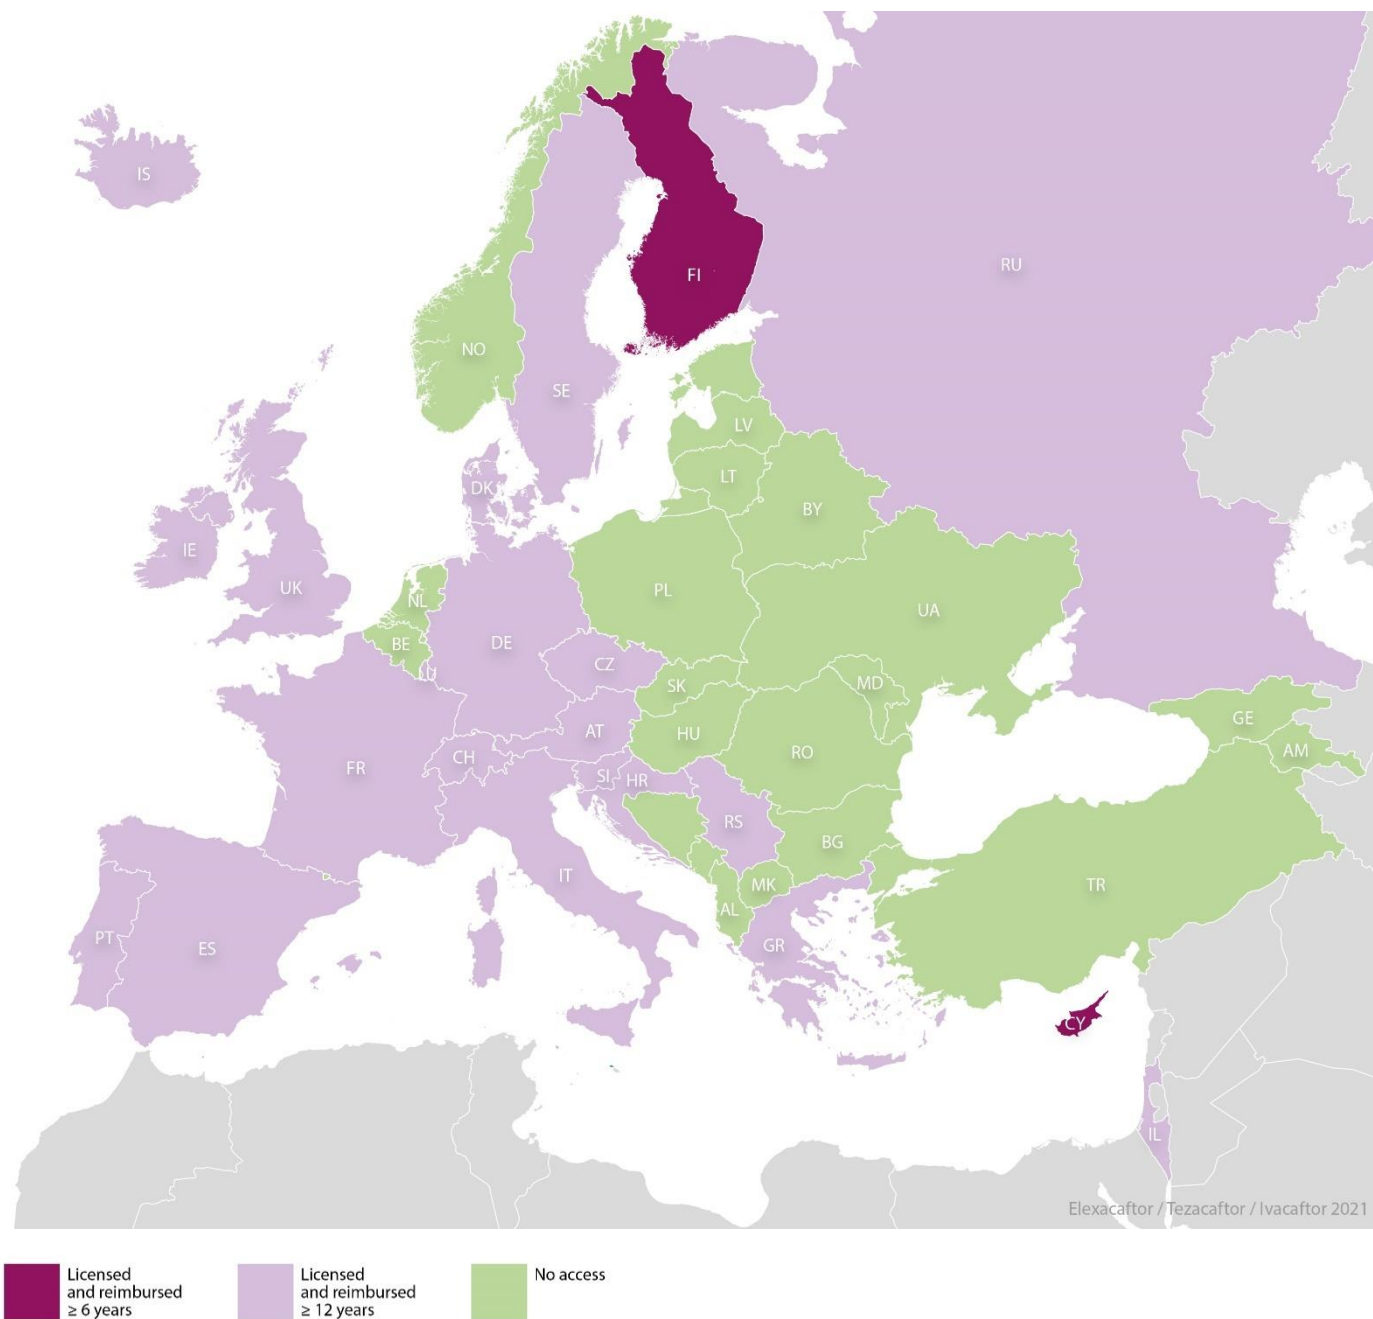 IS
FI
RU
NO
SE
LV
LT
DK
BY
IE
UK
NL
PL
UA
BE
DE
LU
CZ
SK
MD
AT
HU
GE
CH
FR
RO
AM
SI
HR
RS
BG
IT
MK
TR
AL
PT
ES
GR
CY
IL
Elexacaftor / Tezacaftor / Ivacaftor 2021
Licensed
and reimbursed
≥ 6 years
Licensed
and reimbursed
≥ 12 years
No access